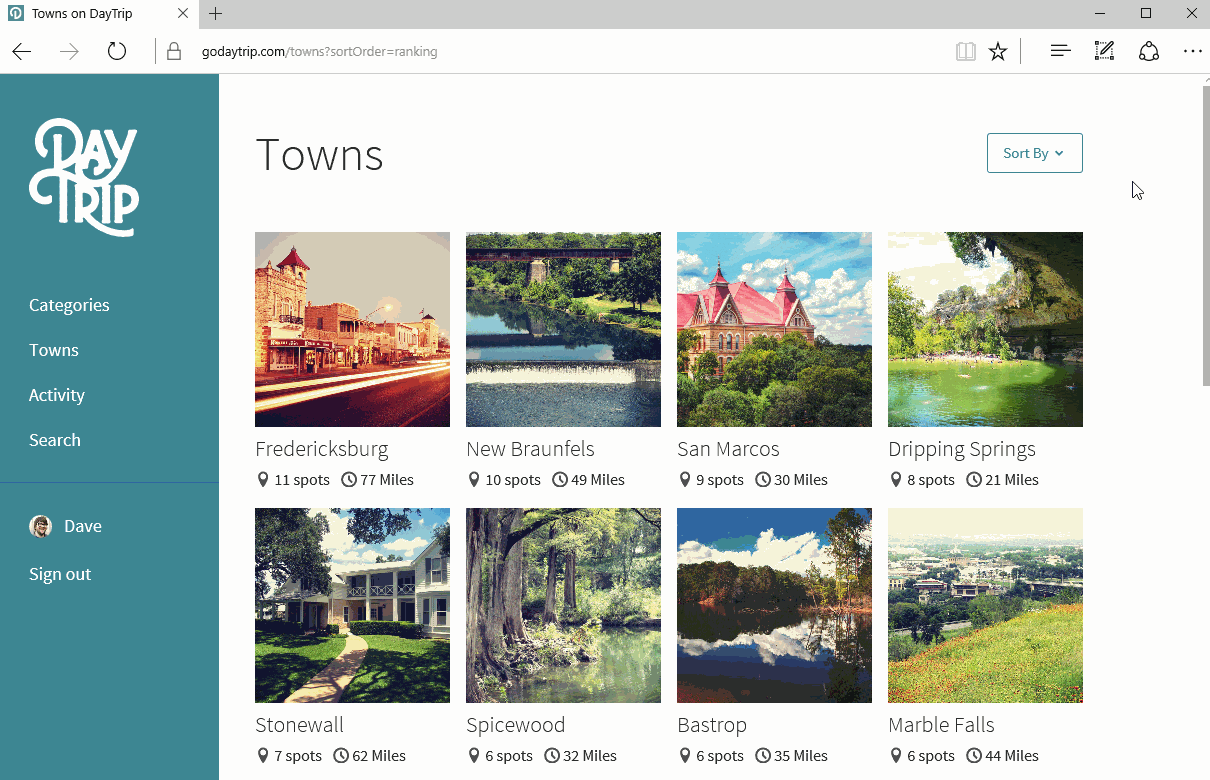 Towns on DayTrip
godaytrip.com/towns?sortOrder=ranking
DAY
TRIP
Categories
Towns
Activity
Search
Dave
Sign out
Towns
Sort By
Fredericksburg
11 spots 77 Miles
New Braunfels
10 spots 49 Miles
San Marcos
9 spots 30 Miles
Dripping Springs
8 spots 21 Miles
Stonewall
7 spots 62 Miles
Spicewood
6 spots 32 Miles
Bastrop
6 spots 35 Miles
Marble Falls
6 spots 44 Miles